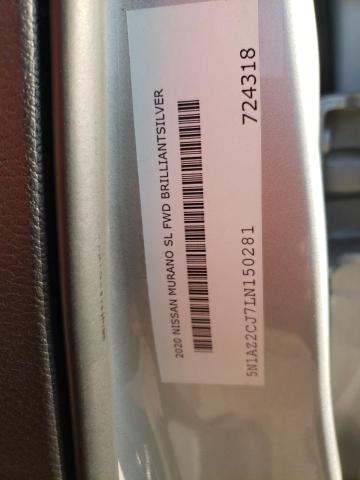 2020 NISSAN MURANO SL FWD BRILLIANTSILVER
724318
5N1AZ2CJ7LN150281